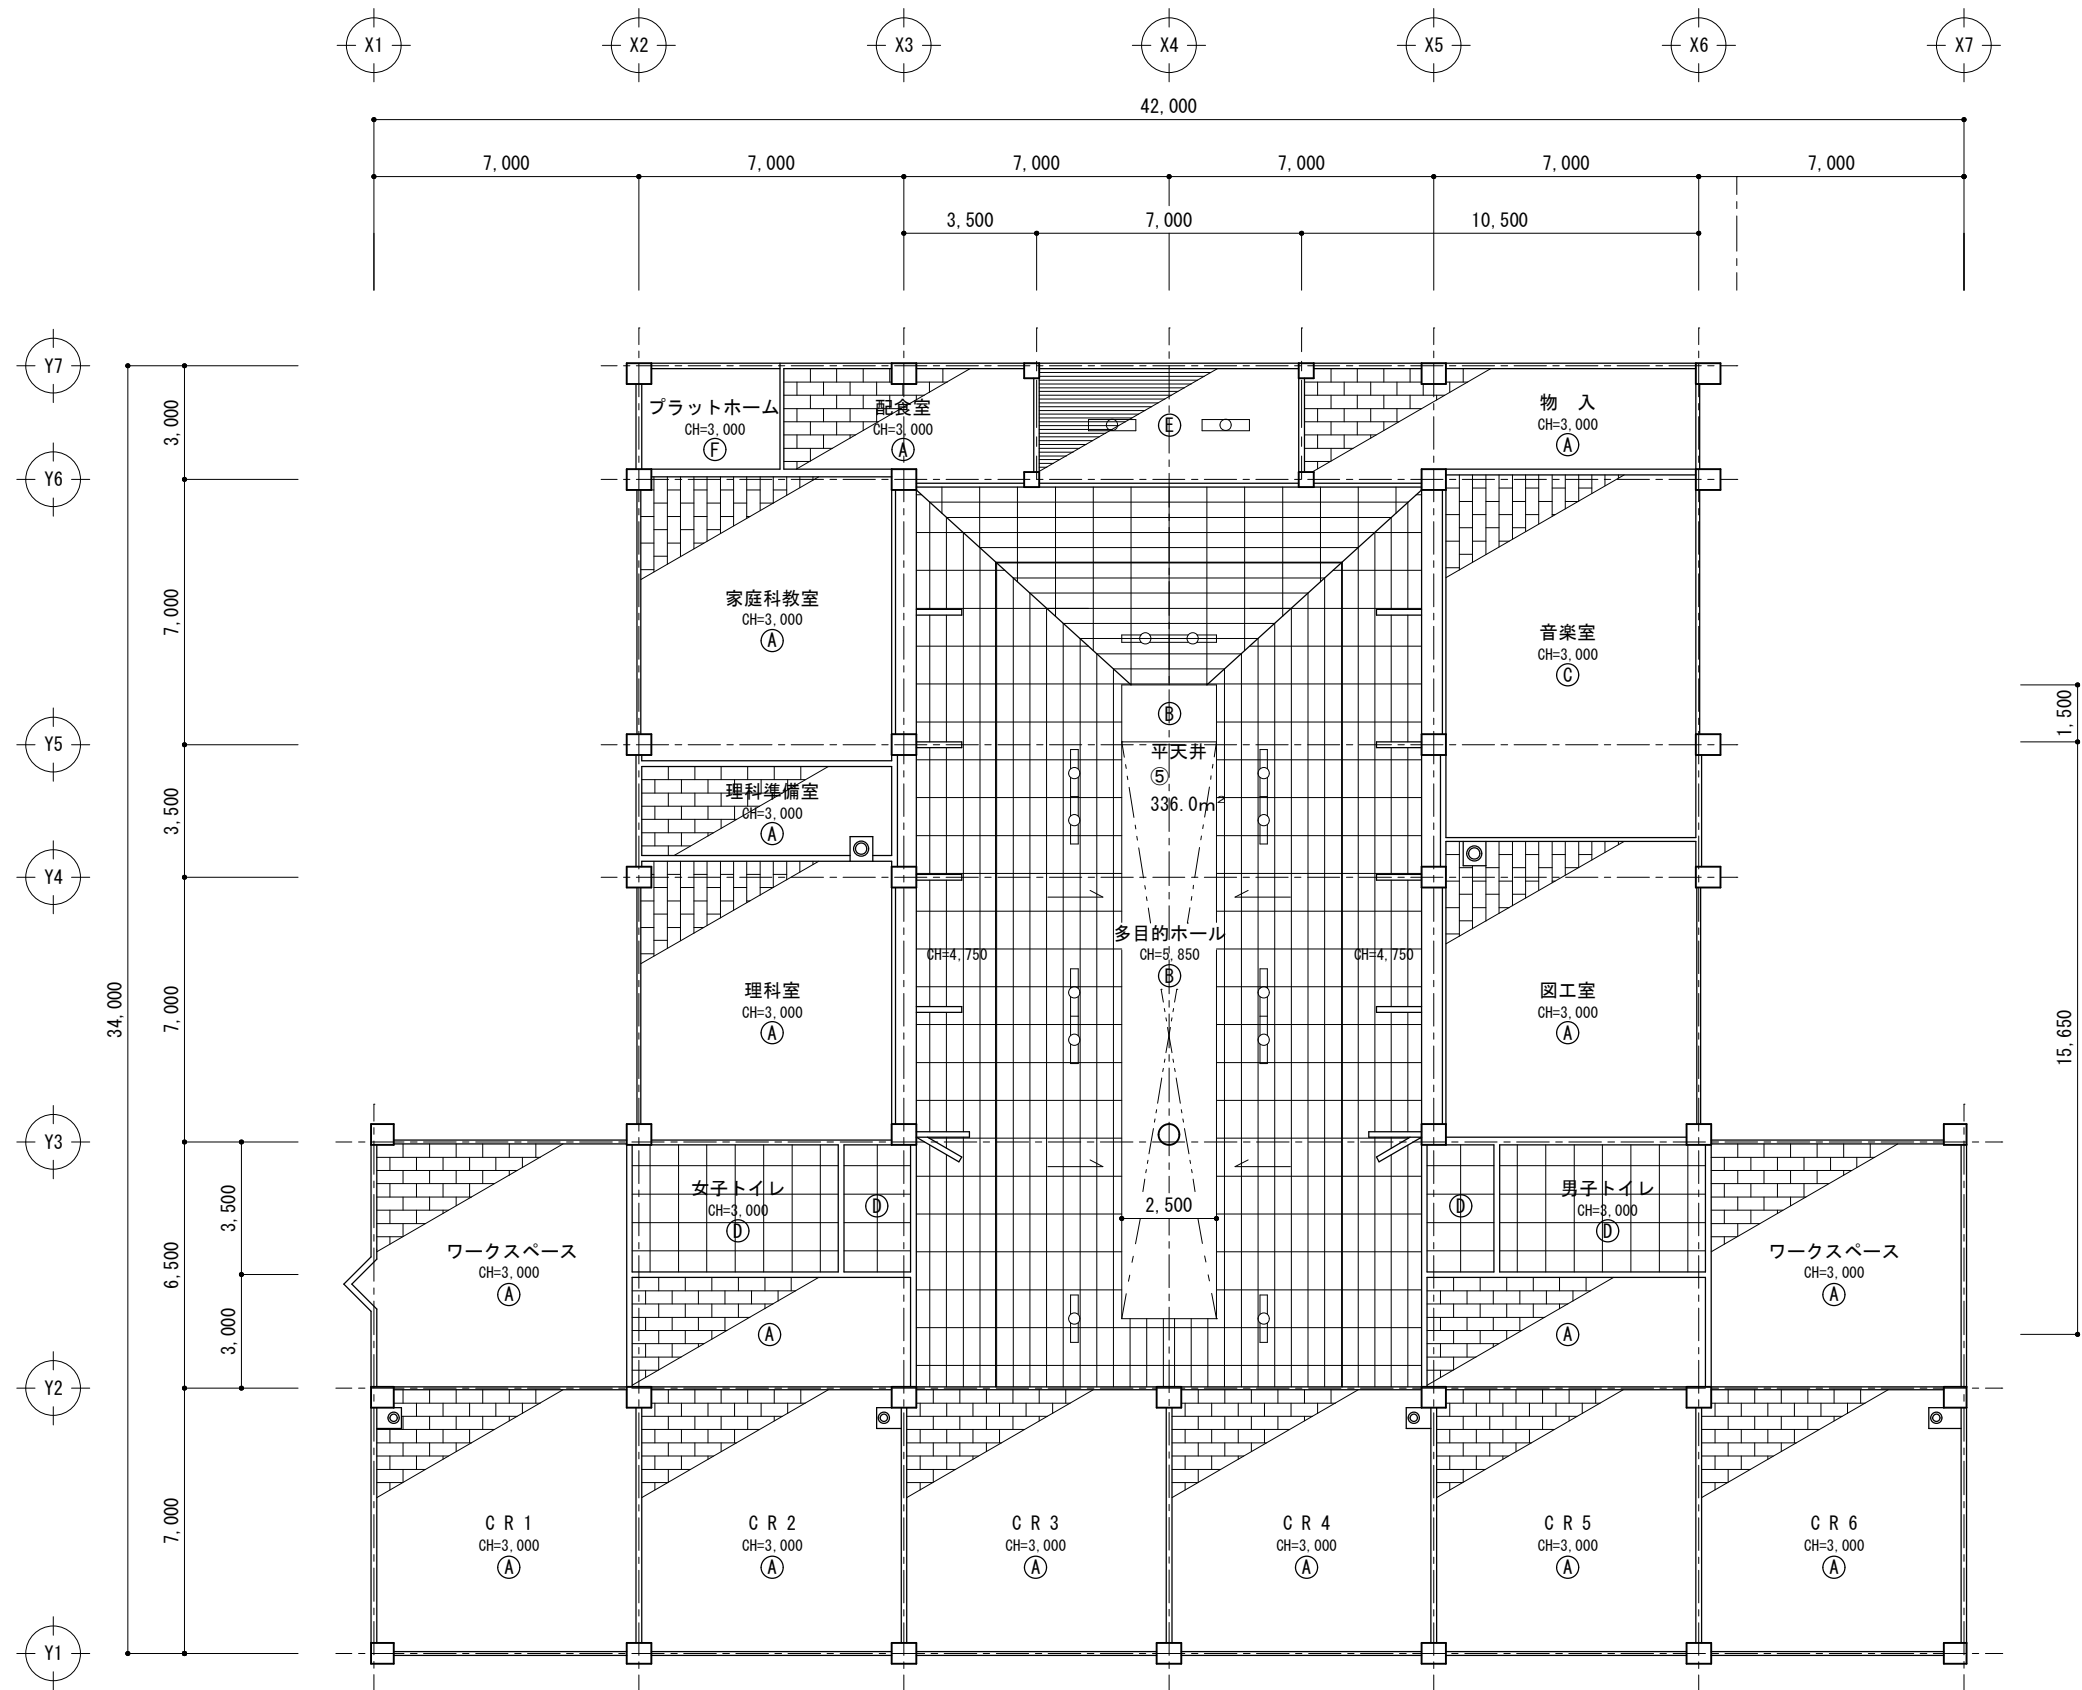 X1 X2 X3 X4 X5 X6 X7
42,000
7,000 7,000 7,000 7,000 7,000 7,000
3,500 7,000 10,500
Y7
3,000
プラットホーム
CH=3,000
F
配食室
CH=3,000
A
E
物　入
CH=3,000
A
Y6
7,000
家庭科教室
CH=3,000
A
音楽室
CH=3,000
C
1,500
B
Y5
平天井
⑤
336.0m²
3,500
理科準備室
CH=3,000
A
Y4
34,000
7,000
多目的ホール
CH=5,850
B
CH=4,750
CH=4,750
理科室
CH=3,000
A
図工室
CH=3,000
A
15,650
Y3
6,500
3,500
3,000
女子トイレ
CH=3,000
D
D
2,500
D
男子トイレ
CH=3,000
D
ワークスペース
CH=3,000
A
ワークスペース
CH=3,000
A
A
A
Y2
7,000
CR1
CH=3,000
A
CR2
CH=3,000
A
CR3
CH=3,000
A
CR4
CH=3,000
A
CR5
CH=3,000
A
CR6
CH=3,000
A
Y1